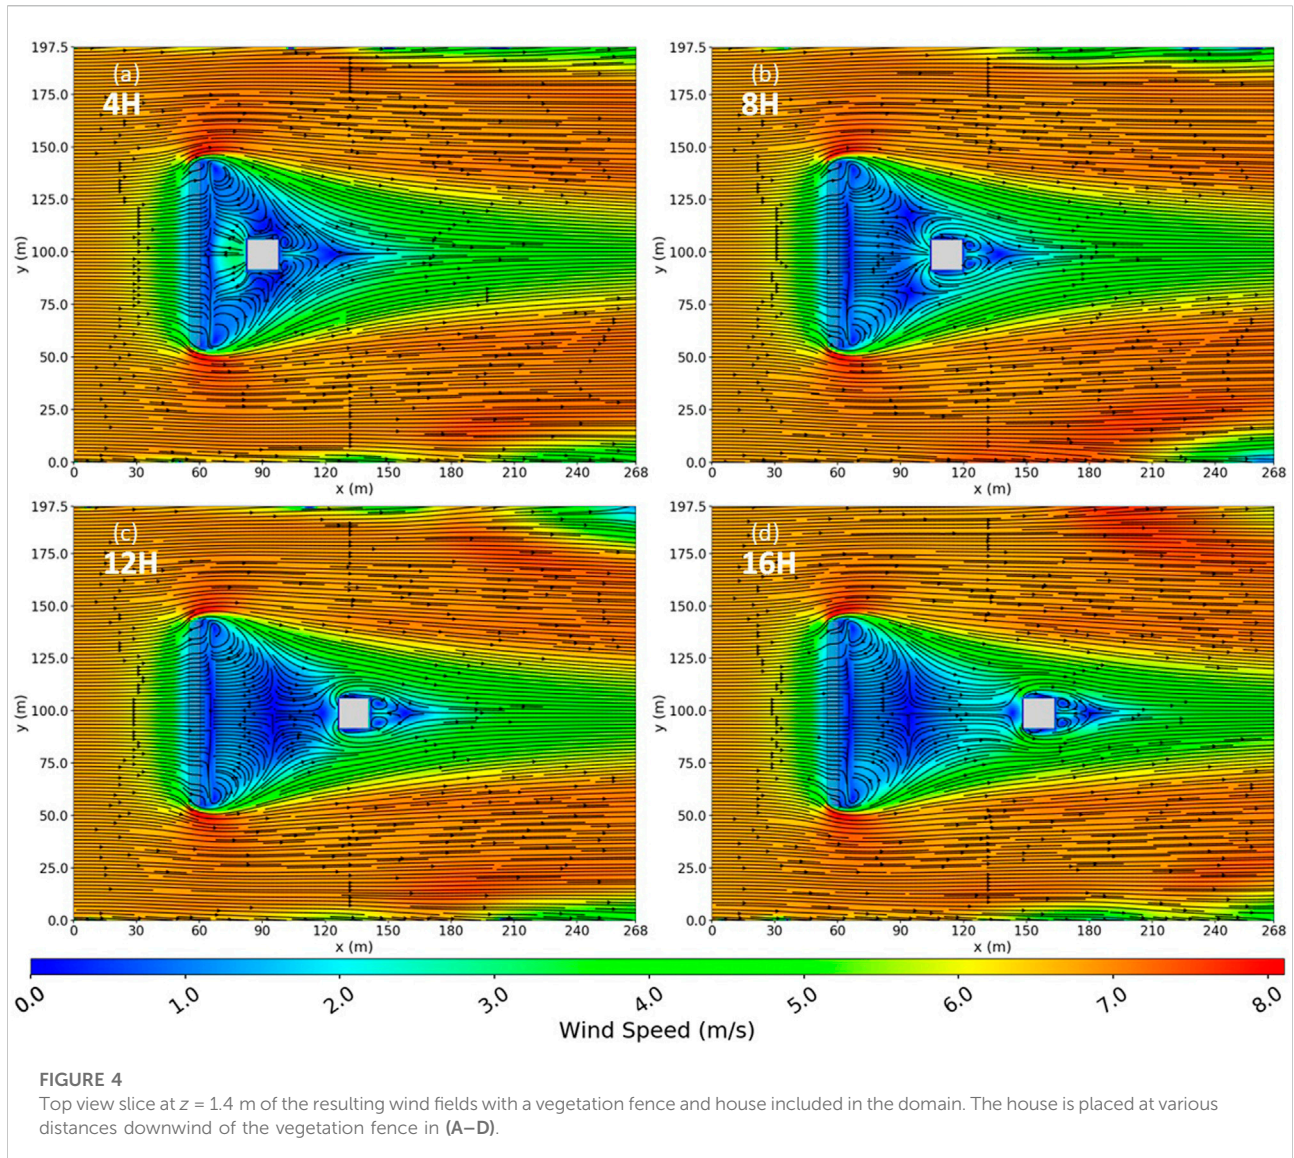 (a)
4H
197.5
175.0
150.0
125.0
100.0
75.0
50.0
25.0
0.0
y (m)
0 30 60 90 120 150 180 210 240 268
x (m)
(b)
8H
197.5
175.0
150.0
125.0
100.0
75.0
50.0
25.0
0.0
y (m)
0 30 60 90 120 150 180 210 240 268
x (m)
(c)
12H
197.5
175.0
150.0
125.0
100.0
75.0
50.0
25.0
0.0
y (m)
0 30 60 90 120 150 180 210 240 268
x (m)
(d)
16H
197.5
175.0
150.0
125.0
100.0
75.0
50.0
25.0
0.0
y (m)
0 30 60 90 120 150 180 210 240 268
x (m)
0.0 1.0 2.0 3.0 4.0 5.0 6.0 7.0 8.0
Wind Speed (m/s)
FIGURE 4
Top view slice at z = 1.4 m of the resulting wind fields with a vegetation fence and house included in the domain. The house is placed at various
distances downwind of the vegetation fence in (A–D).